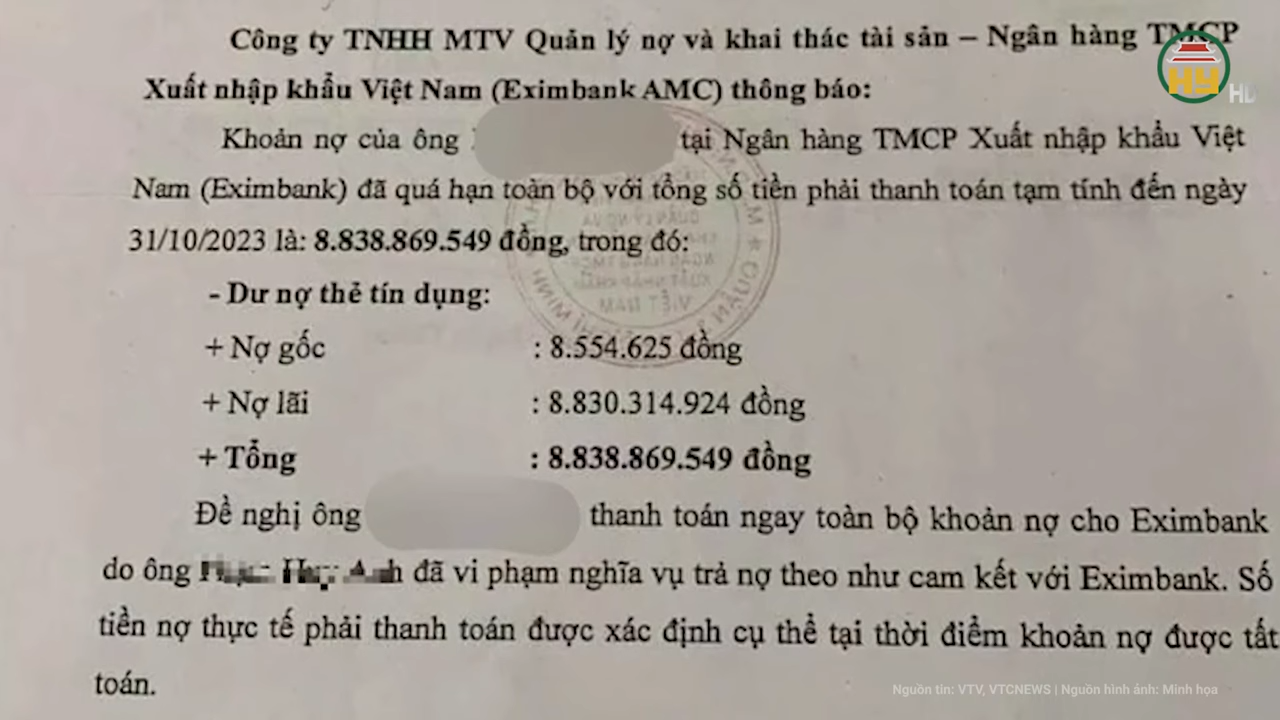 Công ty TNHH MTV Quản lý nợ và khai thác tài sản – Ngân hàng TMCP
Xuất nhập khẩu Việt Nam (Eximbank AMC) thông báo:
HY HD
Khoản nợ của ông tại Ngân hàng TMCP Xuất nhập khẩu Việt
Nam (Eximbank) đã quá hạn toàn bộ với tổng số tiền phải thanh toán tạm tính đến ngày
31/10/2023 là: 8.838.869.549 đồng, trong đó:
- Dư nợ thẻ tín dụng:
+ Nợ gốc : 8.554.625 đồng
+ Nợ lãi : 8.830.314.924 đồng
+ Tổng : 8.838.869.549 đồng
Đề nghị ông thanh toán ngay toàn bộ khoản nợ cho Eximbank
do ông đã vi phạm nghĩa vụ trả nợ theo như cam kết với Eximbank. Số
tiền nợ thực tế phải thanh toán được xác định cụ thể tại thời điểm khoản nợ được tất
toán.
Nguồn tin: VTV, VTCNEWS | Nguồn hình ảnh: Minh họa